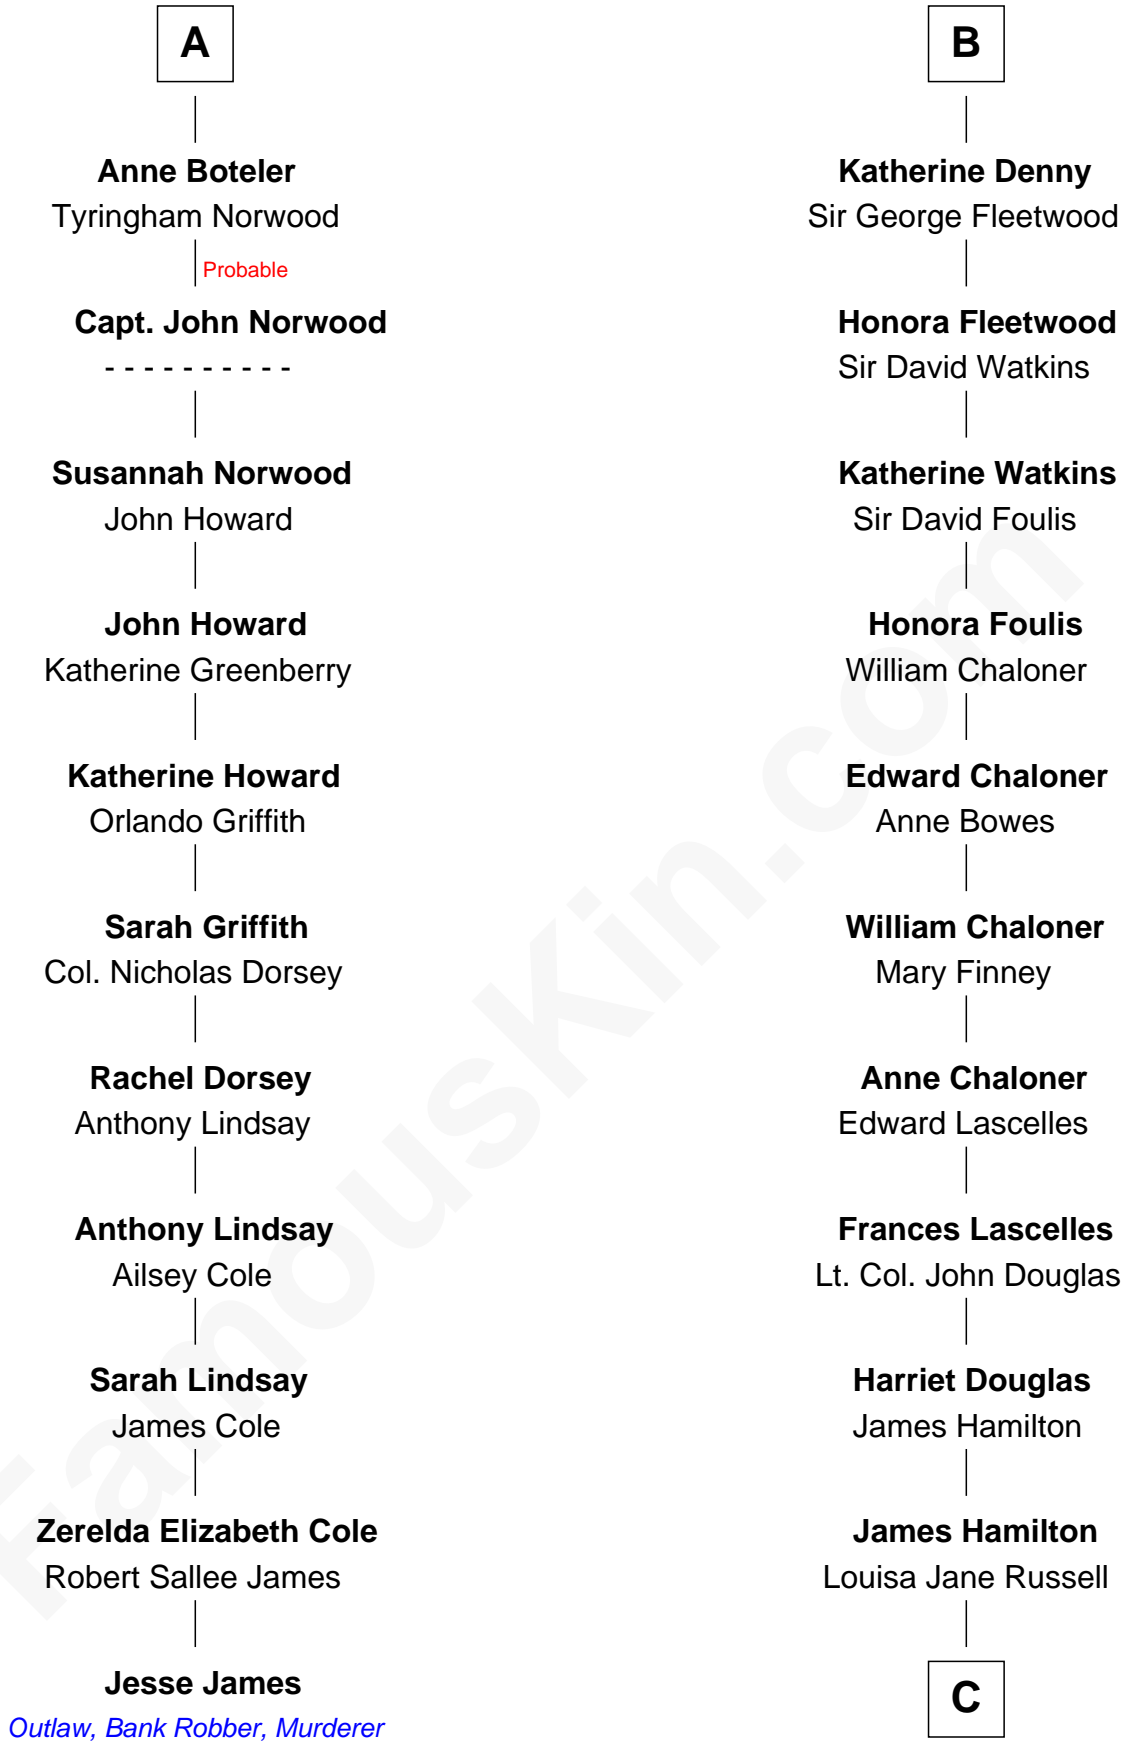 A
Anne Boteler
Tyringham Norwood
Probable
Capt. John Norwood
- - - - - - - - - -
Susannah Norwood
John Howard
John Howard
Katherine Greenberry
Katherine Howard
Orlando Griffith
Sarah Griffith
Col. Nicholas Dorsey
Rachel Dorsey
Anthony Lindsay
Anthony Lindsay
Ailsey Cole
Sarah Lindsay
James Cole
Zerelda Elizabeth Cole
Robert Sallee James
Jesse James
Outlaw, Bank Robber, Murderer
B
Katherine Denny
Sir George Fleetwood
Honora Fleetwood
Sir David Watkins
Katherine Watkins
Sir David Foulis
Honora Foulis
William Chaloner
Edward Chaloner
Anne Bowes
William Chaloner
Mary Finney
Anne Chaloner
Edward Lascelles
Frances Lascelles
Lt. Col. John Douglas
Harriet Douglas
James Hamilton
James Hamilton
Louisa Jane Russell
C
FamousKin.com